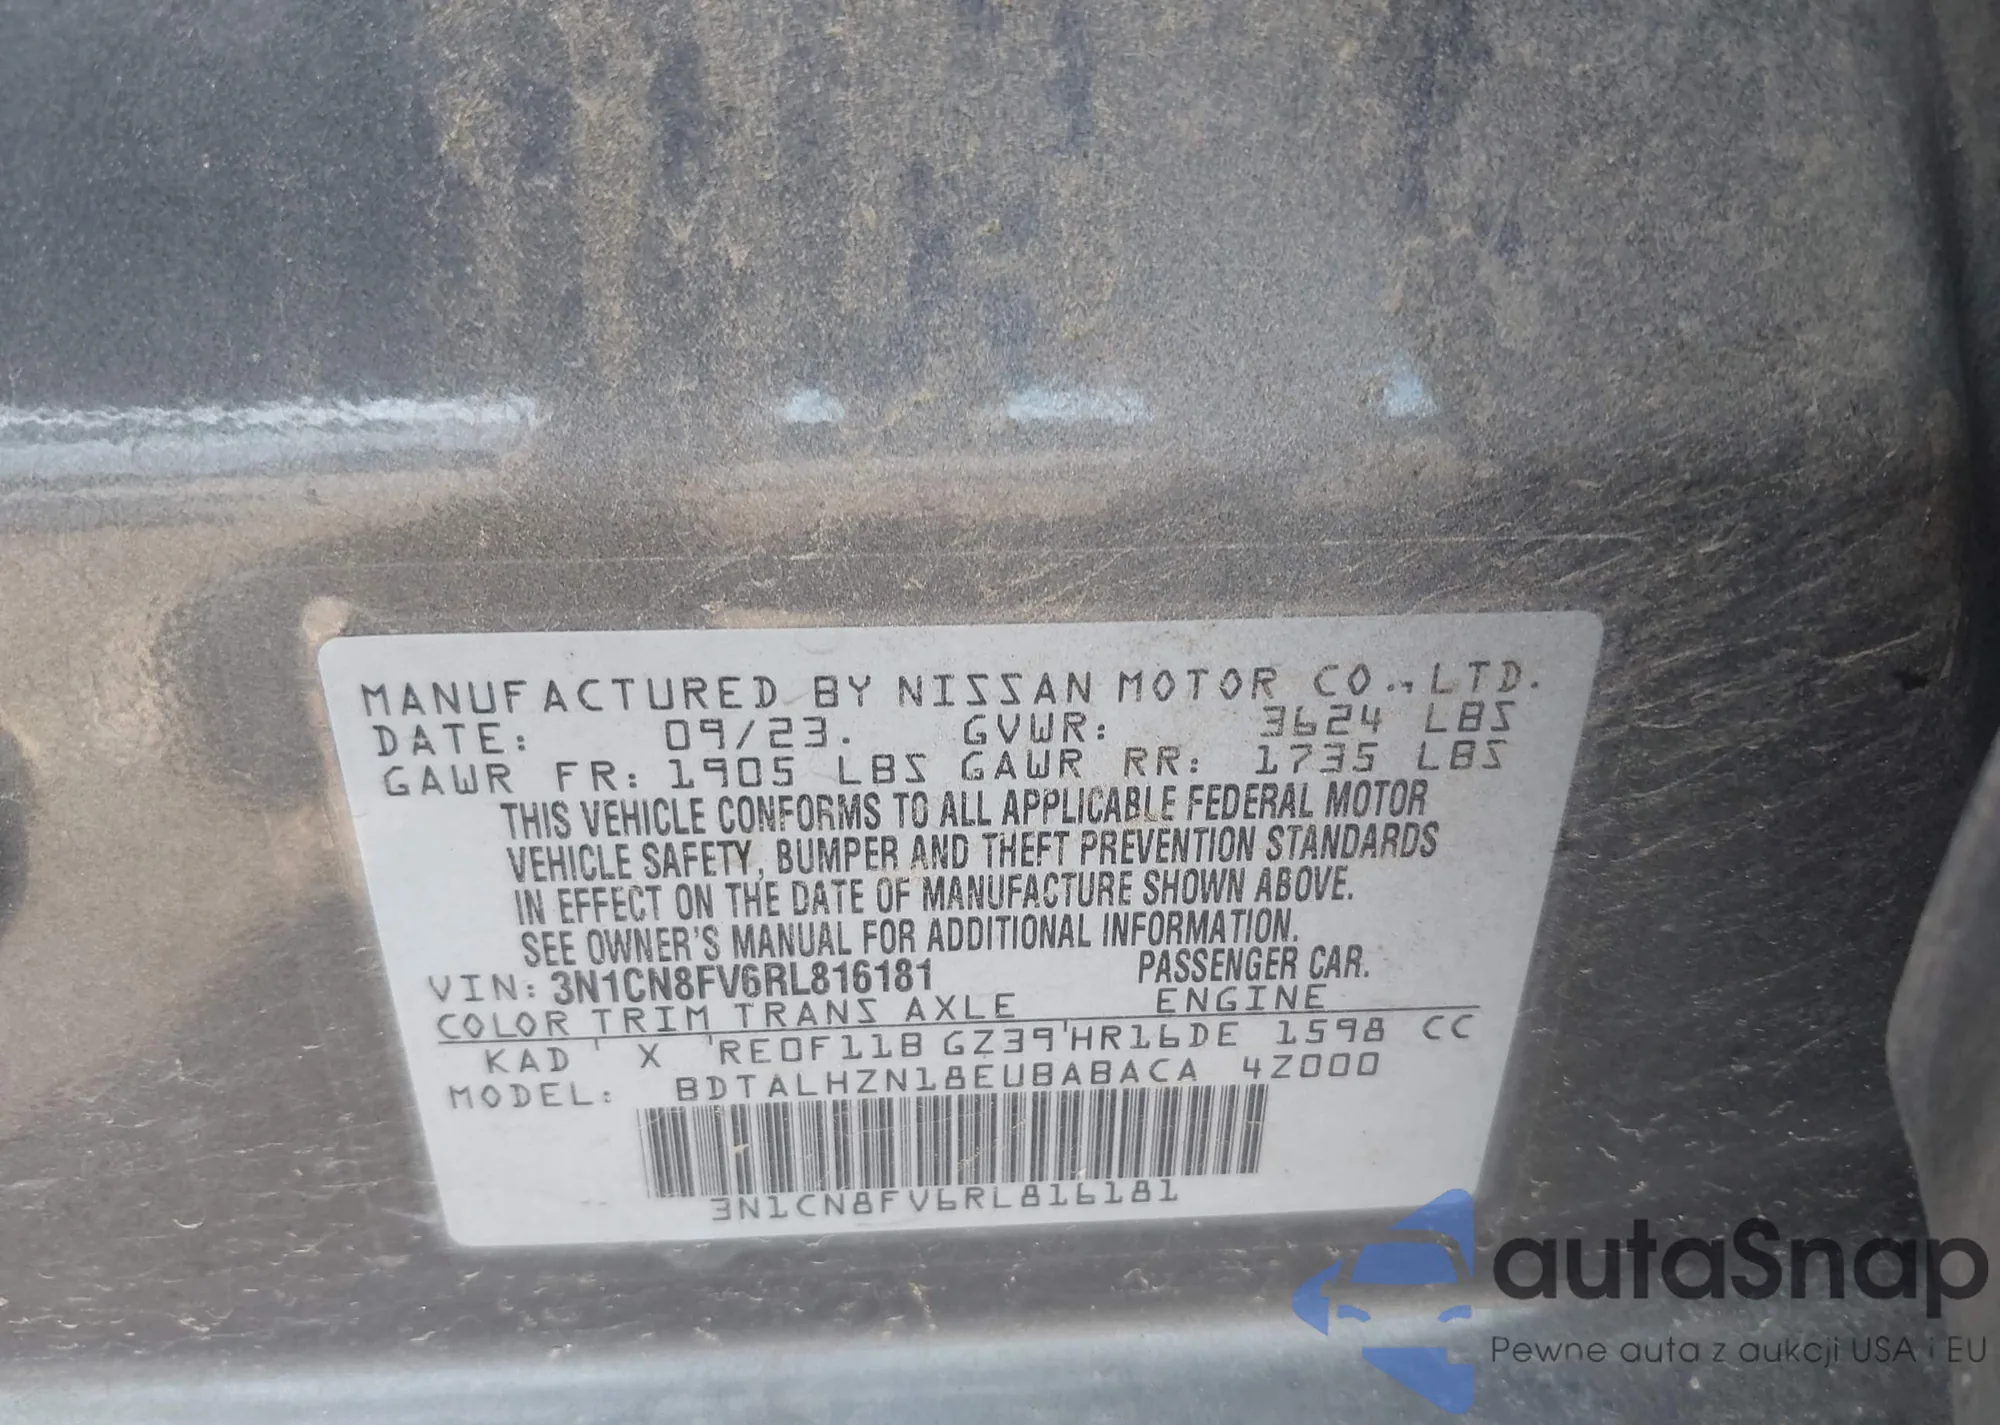 MANUFACTURED BY NISSAN MOTOR CO.,LTD.
DATE: 09/23. GVWR: 3624 LBS
GAWR FR: 1905 LBS GAWR RR: 1735 LBS
THIS VEHICLE CONFORMS TO ALL APPLICABLE FEDERAL MOTOR
VEHICLE SAFETY, BUMPER AND THEFT PREVENTION STANDARDS
IN EFFECT ON THE DATE OF MANUFACTURE SHOWN ABOVE.
SEE OWNER'S MANUAL FOR ADDITIONAL INFORMATION.
VIN: 3N1CN8FV6RL816181 PASSENGER CAR.
COLOR TRIM TRANS AXLE ENGINE
KAD ' X 'RE0F11B GZ39'HR16DE 1598 CC
MODEL: BDTALHZN18EUBABACA 4Z000
3N1CN8FV6RL816181
autaSnap
Pewne auta z aukcji USA i EU